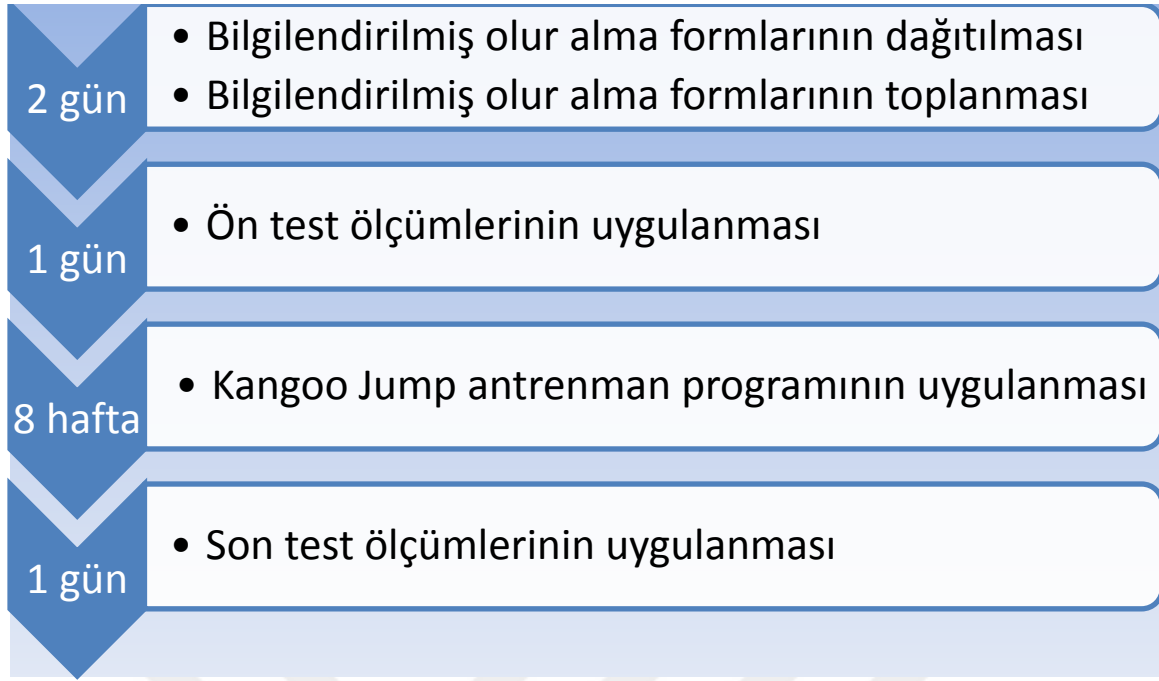 2 gün
• Bilgilendirilmiş olur alma formlarının dağıtılması
• Bilgilendirilmiş olur alma formlarının toplanması
1 gün
• Ön test ölçümlerinin uygulanması
8 hafta
• Kangoo Jump antrenman programının uygulanması
1 gün
• Son test ölçümlerinin uygulanması